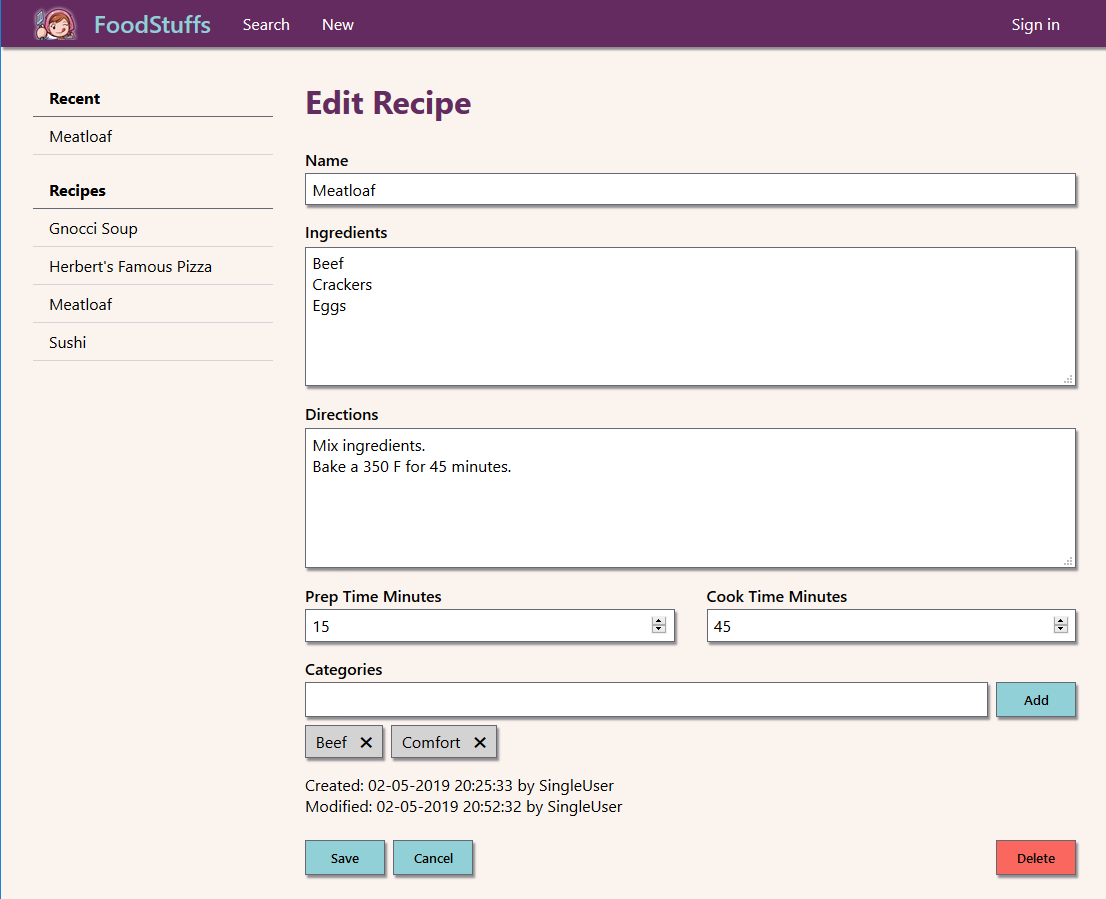 FoodStuffs Search New Sign in
Recent
Meatloaf
Recipes
Gnocci Soup
Herbert's Famous Pizza
Meatloaf
Sushi
Edit Recipe
Name
Meatloaf
Ingredients
Beef
Crackers
Eggs
Directions
Mix ingredients.
Bake a 350 F for 45 minutes.
Prep Time Minutes Cook Time Minutes
15 45
Categories
Add
Beef ✕ Comfort ✕
Created: 02-05-2019 20:25:33 by SingleUser
Modified: 02-05-2019 20:52:32 by SingleUser
Save Cancel Delete